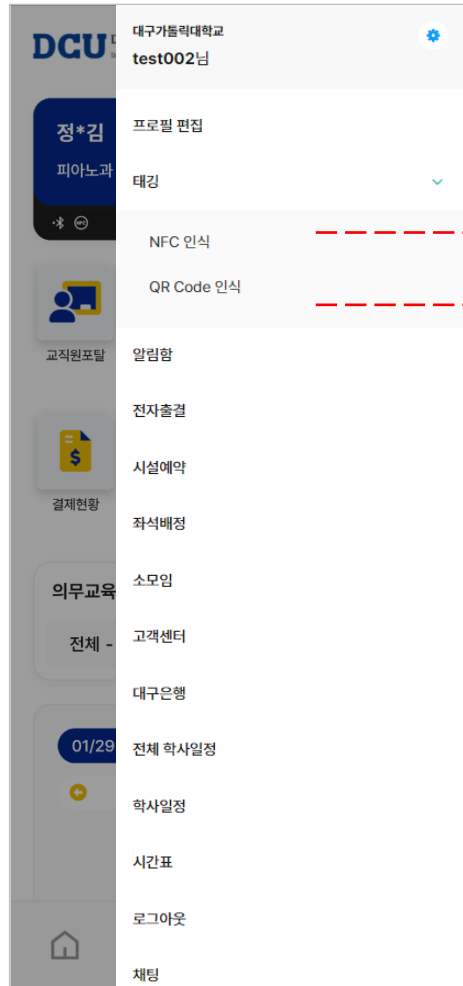 DCU
정*김
피아노과
교직원포탈
결제현황
의무교육
전체 -
01/29
대구가톨릭대학교
test002님
프로필 편집
태깅
NFC 인식
QR Code 인식
알림함
전자출결
시설예약
좌석배정
소모임
고객센터
대구은행
전체 학사일정
학사일정
시간표
로그아웃
채팅